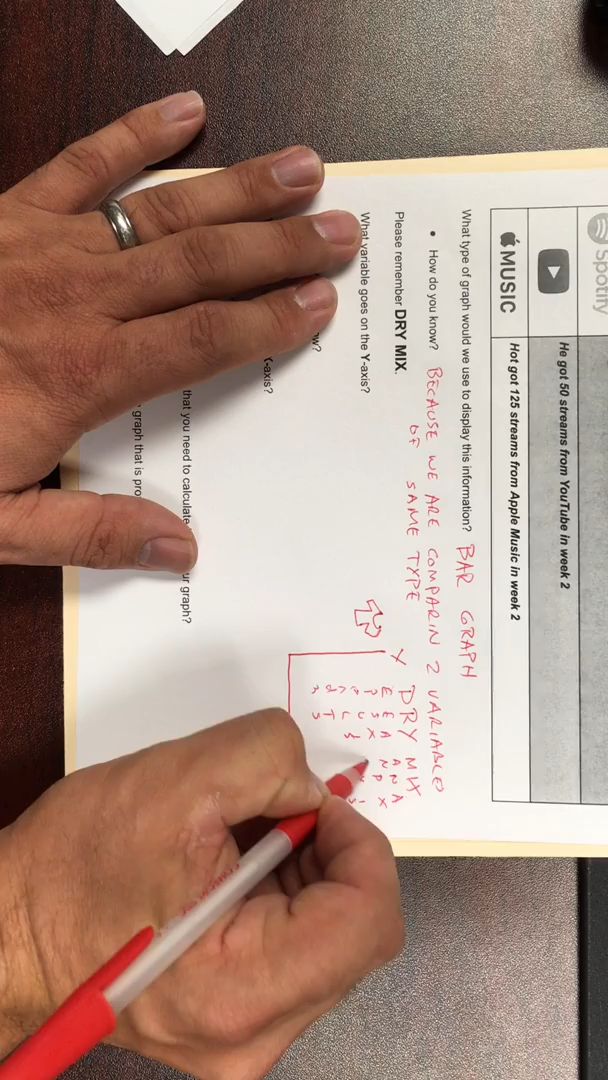 Spotify
He got 50 streams from YouTube in week 2
MUSIC
Hot got 125 streams from Apple Music in week 2
What type of graph would we use to display this information? BAR GRAPH
• How do you know? BECAUSE WE ARE COMPARIN 2 VARIABLES
OF SAME TYPE
Please remember DRY MIX.
Y DRY MIX
What variable goes on the Y-axis?
ow?
X-axis?
that you need to calculate
ur graph?
graph that is pro